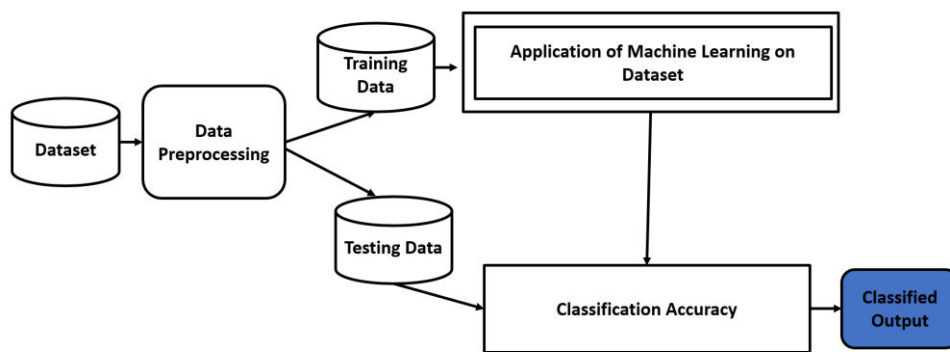 Dataset
Data
Preprocessing
Training
Data
Application of Machine Learning on
Dataset
Testing Data
Classification Accuracy
Classified
Output